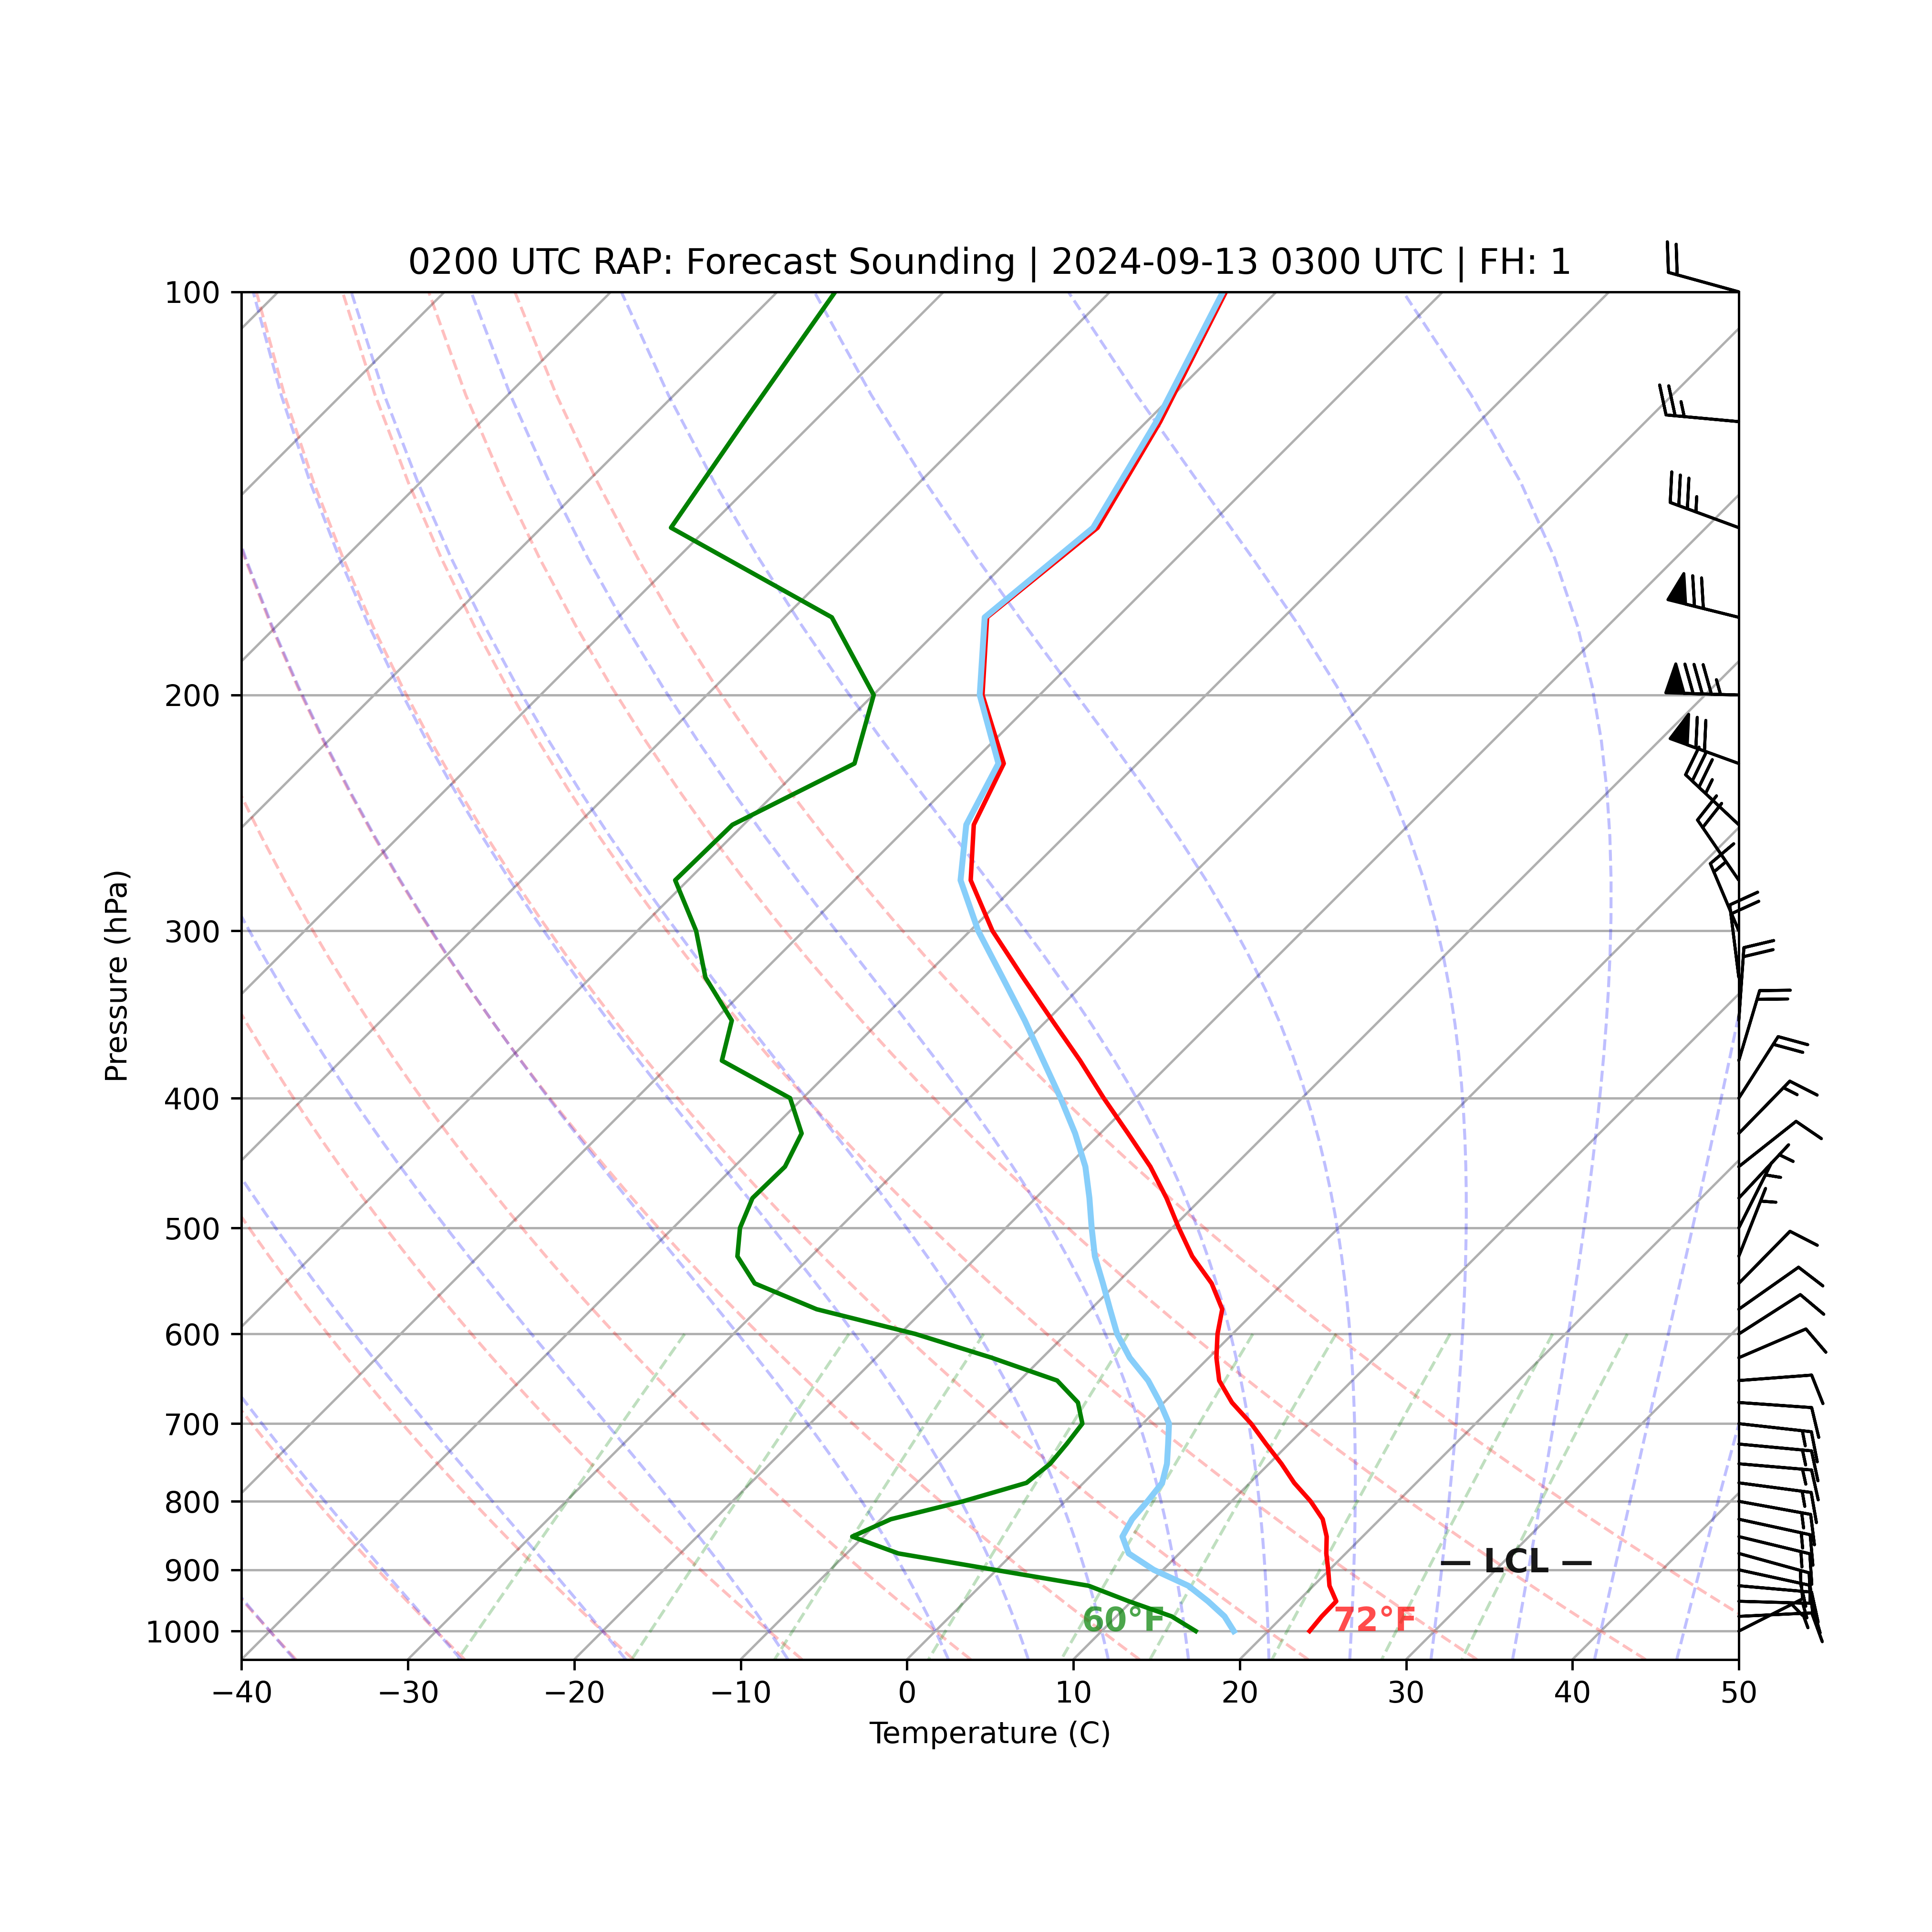 0200 UTC RAP: Forecast Sounding | 2024-09-13 0300 UTC | FH: 1
100
200
300
400
500
600
700
800
900
1000
Pressure (hPa)
— LCL —
60°F
72°F
−40 −30 −20 −10 0 10 20 30 40 50
Temperature (C)